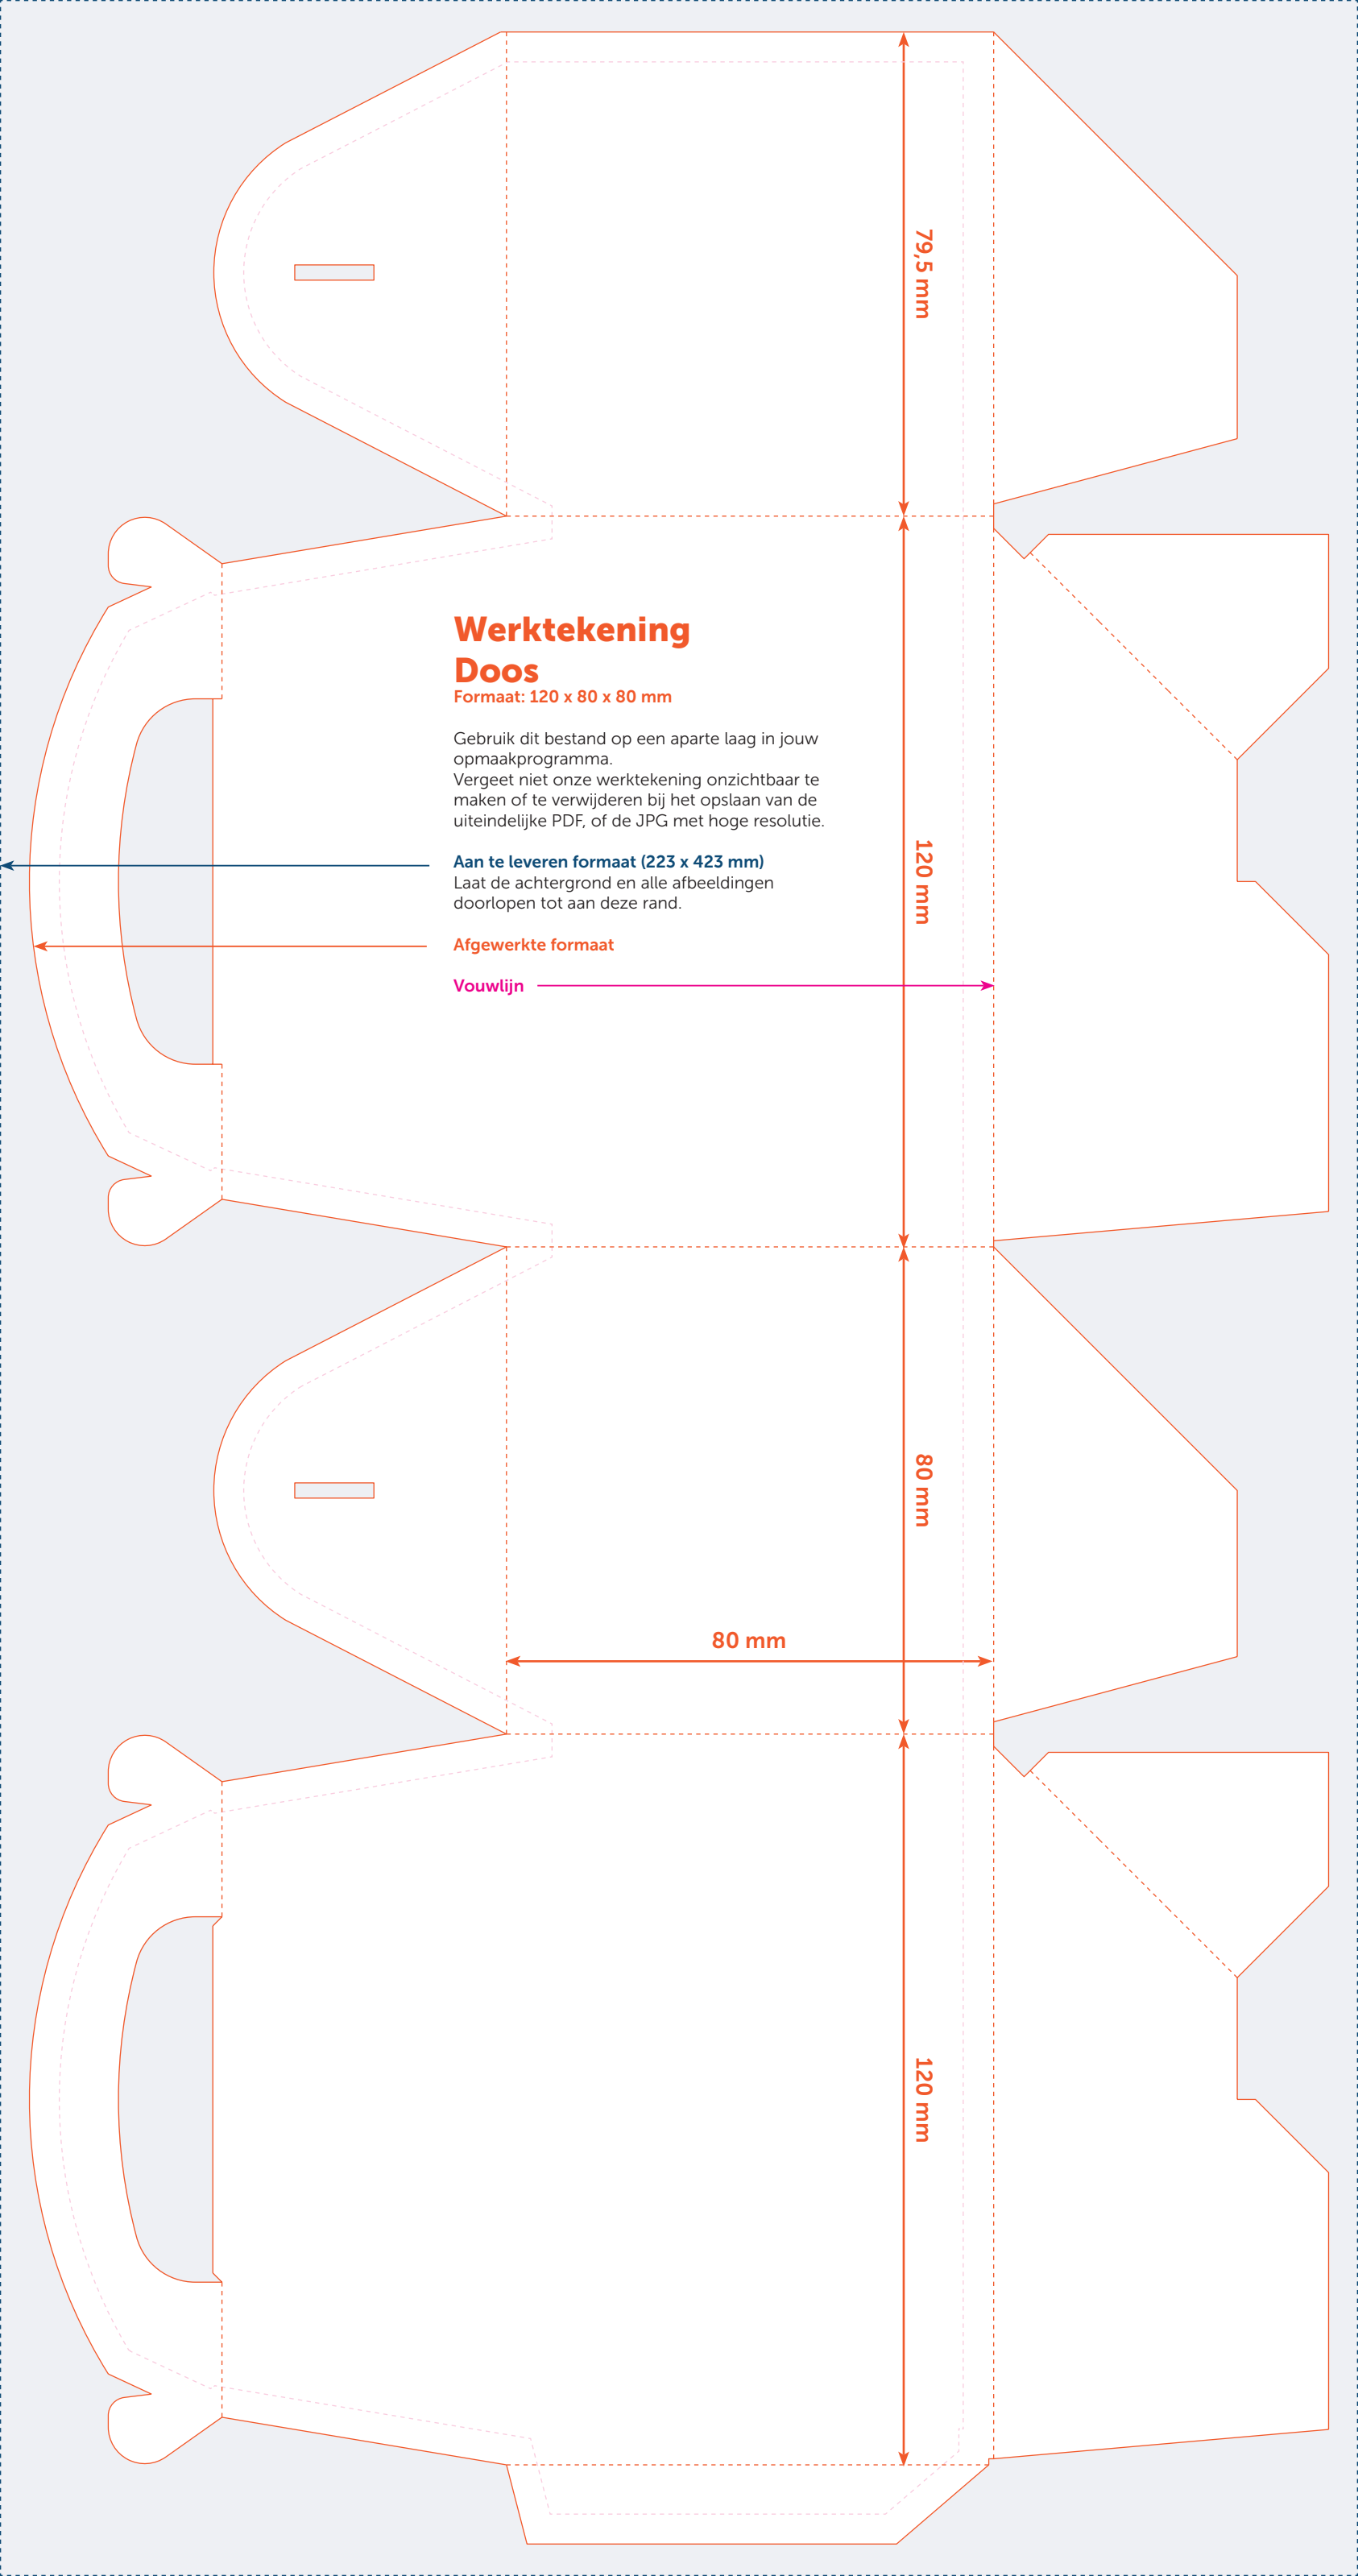 79,5 mm
Werktekening
Doos
Formaat: 120 x 80 x 80 mm
Gebruik dit bestand op een aparte laag in jouw
opmaakprogramma.
Vergeet niet onze werktekening onzichtbaar te
maken of te verwijderen bij het opslaan van de
uiteindelijke PDF, of de JPG met hoge resolutie.
Aan te leveren formaat (223 x 423 mm)
Laat de achtergrond en alle afbeeldingen
doorlopen tot aan deze rand.
Afgewerkte formaat
Vouwlijn
120 mm
80 mm
80 mm
120 mm